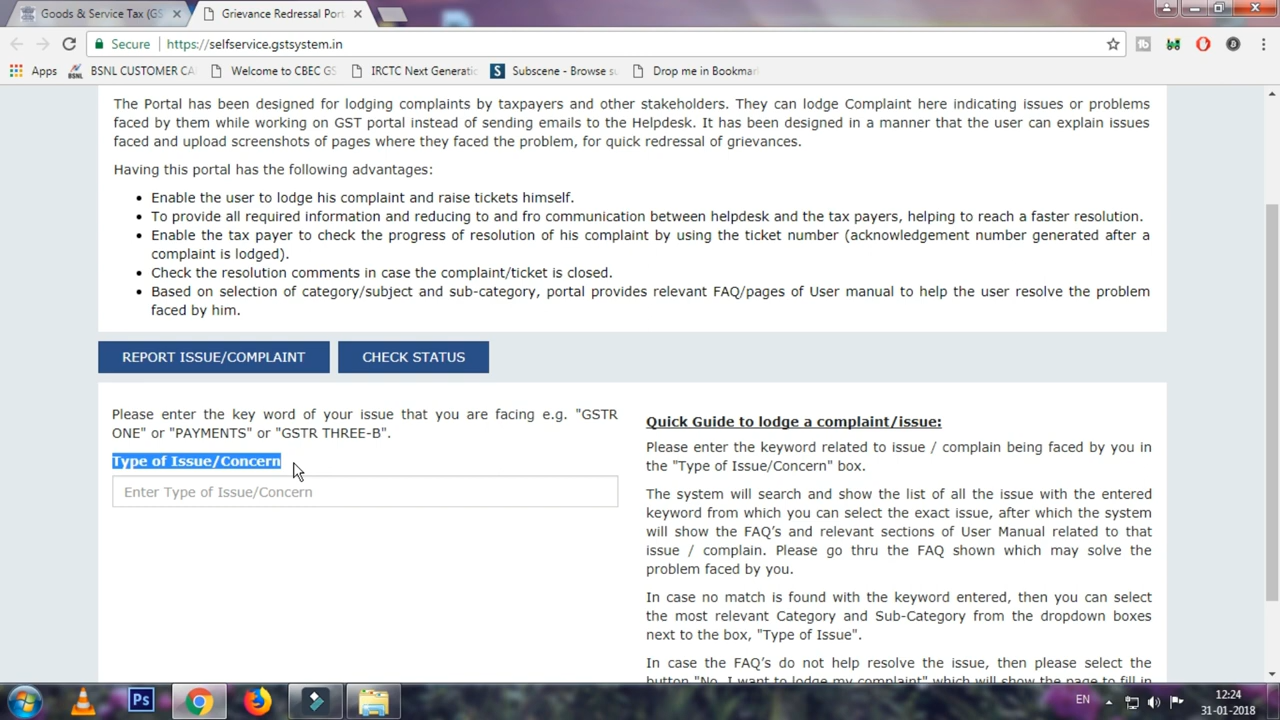 Goods & Service Tax (GS
Grievance Redressal Port
Secure
https://selfservice.gstsystem.in
Apps
BSNL
BSNL CUSTOMER CA
Welcome to CBEC GS
IRCTC Next Generati
S
Subscene - Browse su
Drop me in Bookmar
The Portal has been designed for lodging complaints by taxpayers and other stakeholders. They can lodge Complaint here indicating issues or problems
faced by them while working on GST portal instead of sending emails to the Helpdesk. It has been designed in a manner that the user can explain issues
faced and upload screenshots of pages where they faced the problem, for quick redressal of grievances.
Having this portal has the following advantages:
• Enable the user to lodge his complaint and raise tickets himself.
• To provide all required information and reducing to and fro communication between helpdesk and the tax payers, helping to reach a faster resolution.
• Enable the tax payer to check the progress of resolution of his complaint by using the ticket number (acknowledgement number generated after a
complaint is lodged).
• Check the resolution comments in case the complaint/ticket is closed.
• Based on selection of category/subject and sub-category, portal provides relevant FAQ/pages of User manual to help the user resolve the problem
faced by him.
REPORT ISSUE/COMPLAINT
CHECK STATUS
Please enter the key word of your issue that you are facing e.g. "GSTR
ONE" or "PAYMENTS" or "GSTR THREE-B".
Type of Issue/Concern
Enter Type of Issue/Concern
Quick Guide to lodge a complaint/issue:
Please enter the keyword related to issue / complain being faced by you in
the "Type of Issue/Concern" box.
The system will search and show the list of all the issue with the entered
keyword from which you can select the exact issue, after which the system
will show the FAQ's and relevant sections of User Manual related to that
issue / complain. Please go thru the FAQ shown which may solve the
problem faced by you.
In case no match is found with the keyword entered, then you can select
the most relevant Category and Sub-Category from the dropdown boxes
next to the box, "Type of Issue".
In case the FAQ's do not help resolve the issue, then please select the
button "No, I want to lodge my complaint" which will show the page to fill in
Ps
EN
12:24
31-01-2018